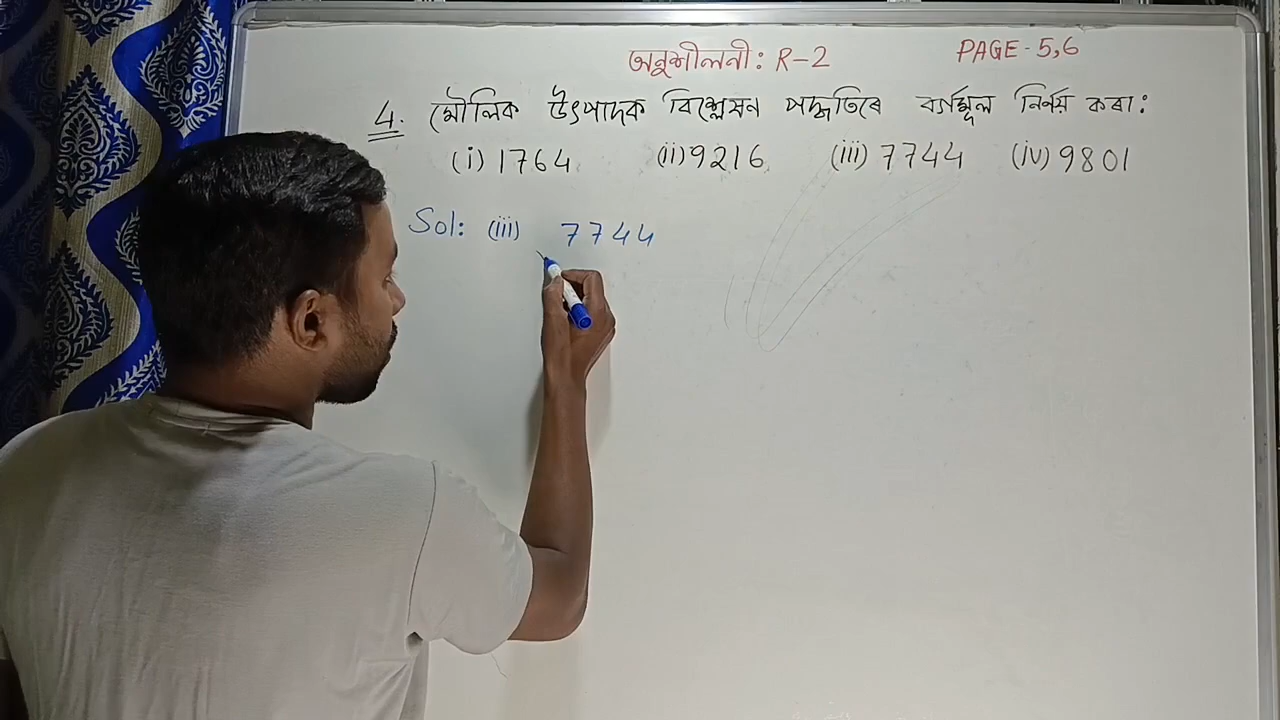 অনুশীলনী: R-2 PAGE-5,6
4. মৌলিক উৎপাদক বিশ্লেসন পদ্ধতিৰে বৰ্গমূল নিৰ্ণয় কৰা:
(i) 1764 (ii) 9216 (iii) 7744 (iv) 9801
Sol: (iii) 7744